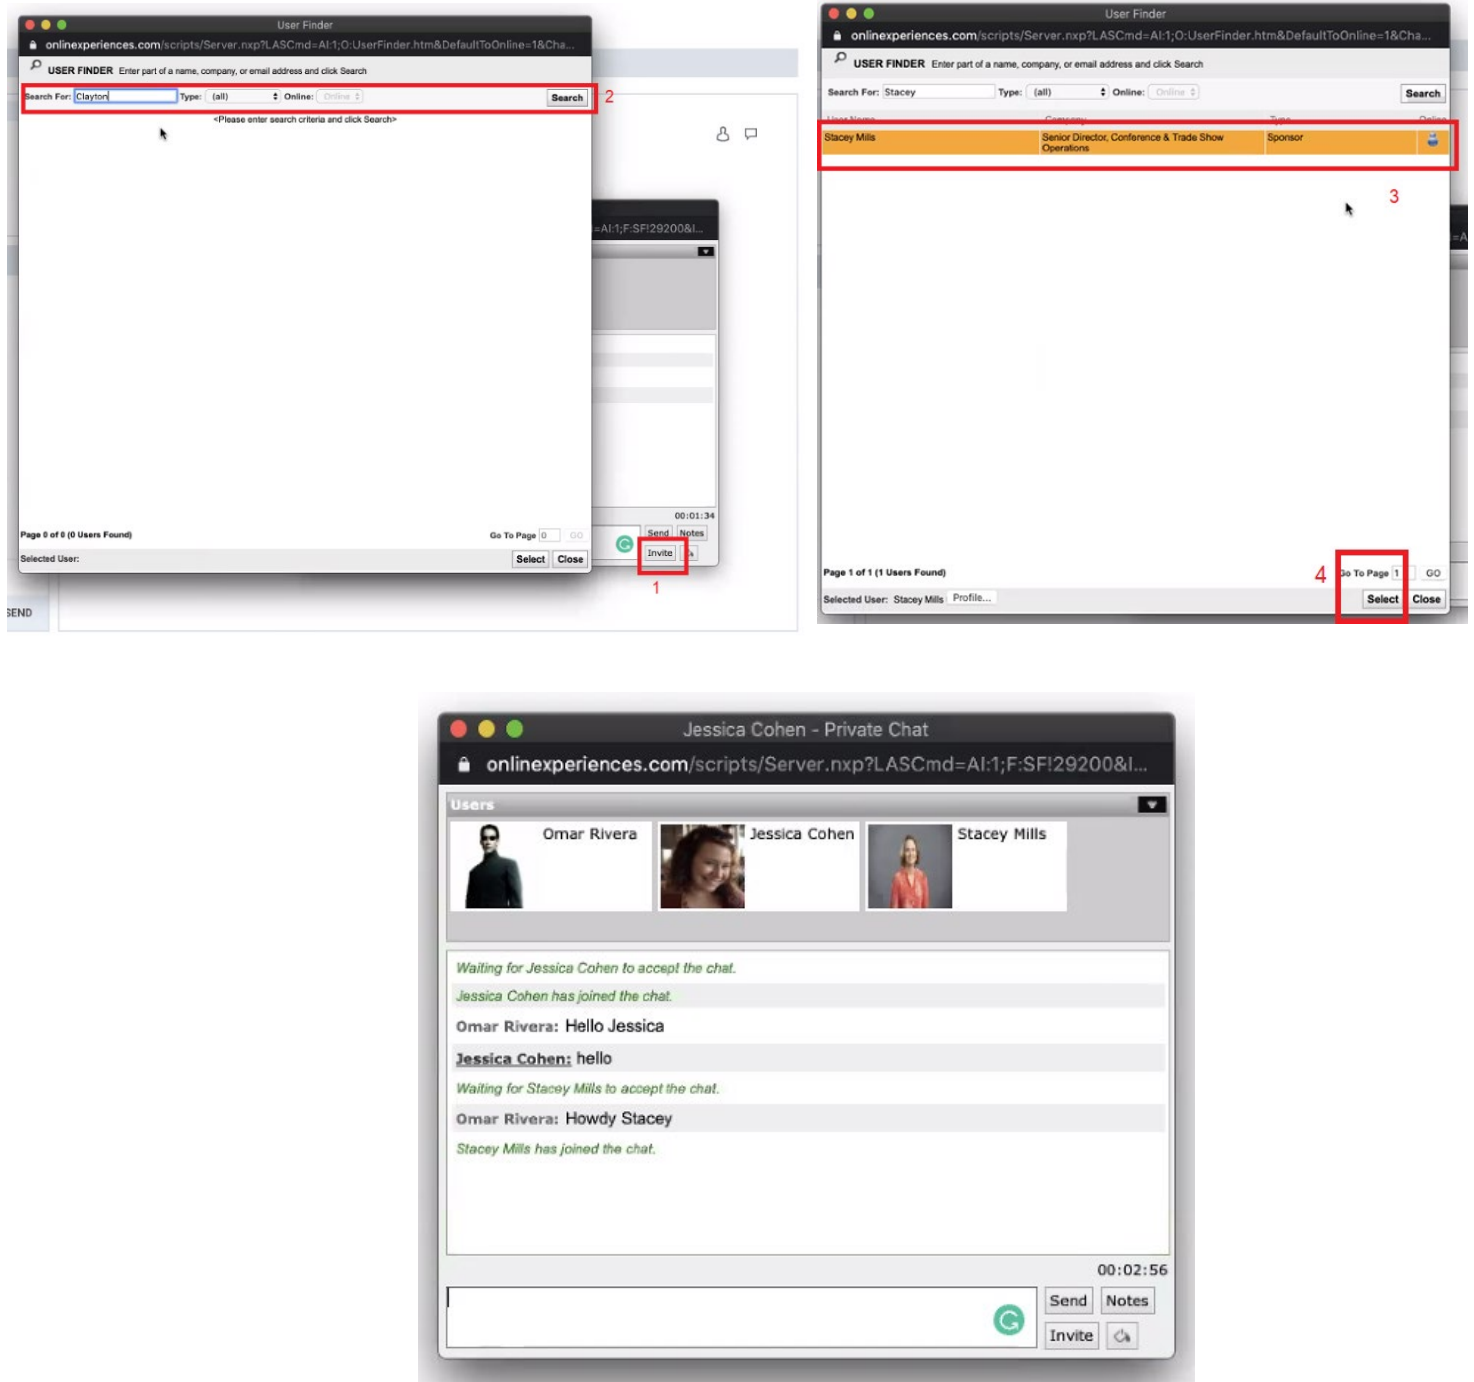 User Finder
onlinexperiences.com/scripts/Server.nxp?LASCmd=AI:1;O:UserFinder.htm&DefaultToOnline=1&Cha...
USER FINDER Enter part of a name, company, or email address and click Search
Search For: Clayton Type: (all) Online: Online Search 2
<Please enter search criteria and click Search>
=AI:1;F:SF!29200&I...
00:01:34
Page 0 of 0 (0 Users Found) Go To Page 0 GO Send Notes
Selected User: Select Close Invite
1
SEND
User Finder
onlinexperiences.com/scripts/Server.nxp?LASCmd=AI:1;O:UserFinder.htm&DefaultToOnline=1&Cha...
USER FINDER Enter part of a name, company, or email address and click Search
Search For: Stacey Type: (all) Online: Online Search
User Name Company Type Online
Stacey Mills Senior Director, Conference & Trade Show Sponsor
Operations
3
=A
Page 1 of 1 (1 Users Found) 4 Go To Page 1 GO
Selected User: Stacey Mills Profile... Select Close
Jessica Cohen - Private Chat
onlinexperiences.com/scripts/Server.nxp?LASCmd=AI:1;F:SF!29200&I...
Users
Omar Rivera Jessica Cohen Stacey Mills
Waiting for Jessica Cohen to accept the chat.
Jessica Cohen has joined the chat.
Omar Rivera: Hello Jessica
Jessica Cohen: hello
Waiting for Stacey Mills to accept the chat.
Omar Rivera: Howdy Stacey
Stacey Mills has joined the chat.
00:02:56
Send Notes
Invite